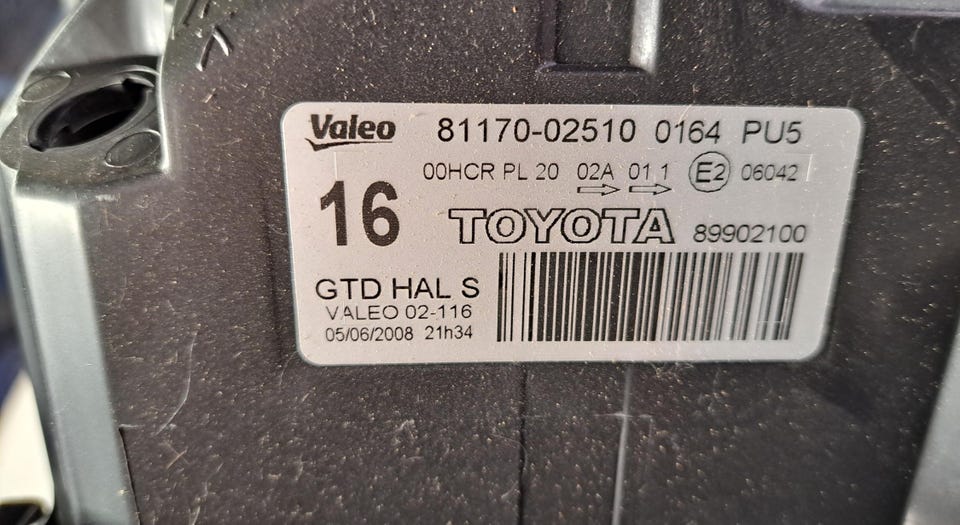 Valeo 81170-02510 0164 PU5
00HCR PL 20 02A 01 1 E2 06042
16 TOYOTA 89902100
GTD HAL S
VALEO 02-116
05/06/2008 21h34